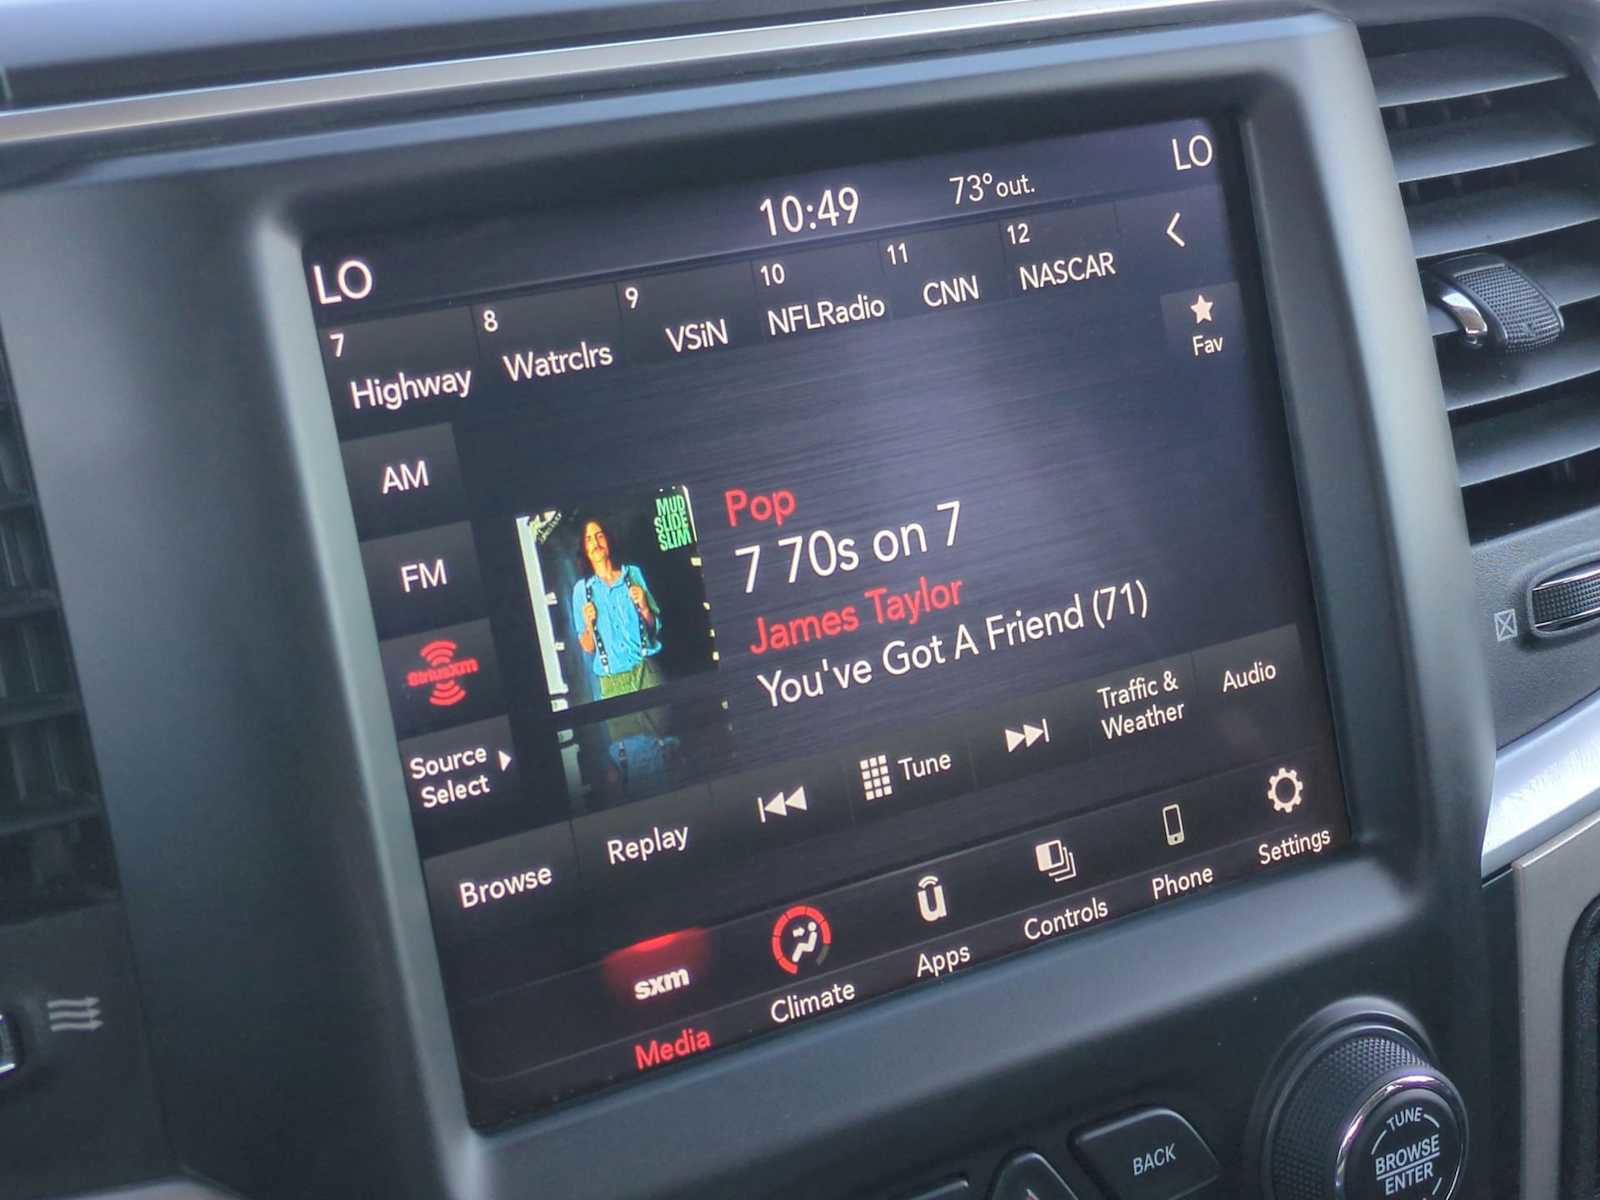 LO
10:49
73° out.
LO
7
Highway
8
Watrclrs
9
VSiN
10
NFLRadio
11
CNN
12
NASCAR
Fav
AM
FM
siriusxm
Source
Select
MUD
SLIDE
SLIM
Pop
7 70s on 7
James Taylor
You've Got A Friend (71)
Browse
Replay
Tune
Traffic &
Weather
Audio
sxm
Media
Climate
Apps
Controls
Phone
Settings
BACK
TUNE
BROWSE
ENTER